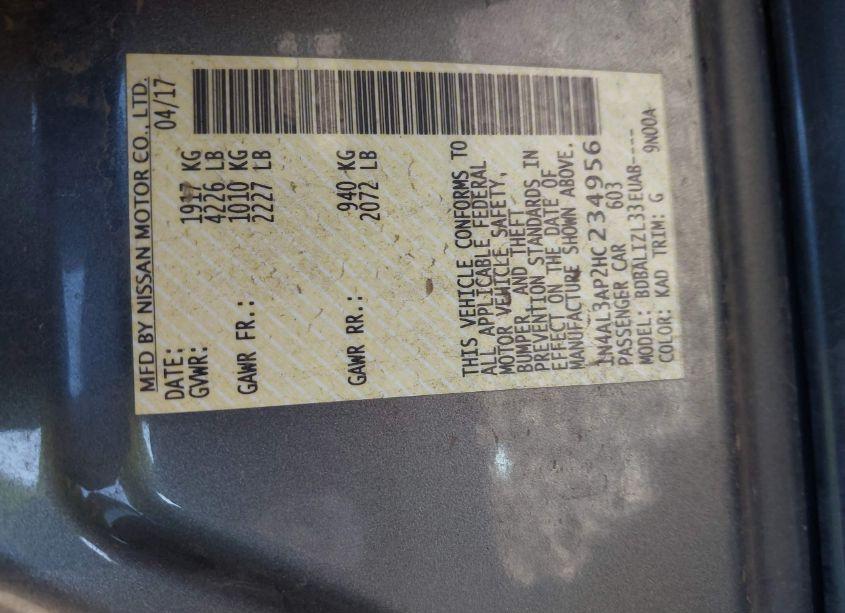 MFD BY NISSAN MOTOR CO., LTD.
DATE: 04/17
GVWR: 1917 KG
4226 LB
GAWR FR.: 1010 KG
2227 LB
GAWR RR.: 940 KG
2072 LB
THIS VEHICLE CONFORMS TO
ALL APPLICABLE FEDERAL
MOTOR VEHICLE SAFETY,
BUMPER, AND THEFT
PREVENTION STANDARDS IN
EFFECT ON THE DATE OF
MANUFACTURE SHOWN ABOVE.
1N4AL3AP2HC234956
PASSENGER CAR 603
MODEL: BDBALIZL33EUAB----
COLOR: KAD TRIM: G 9N00A